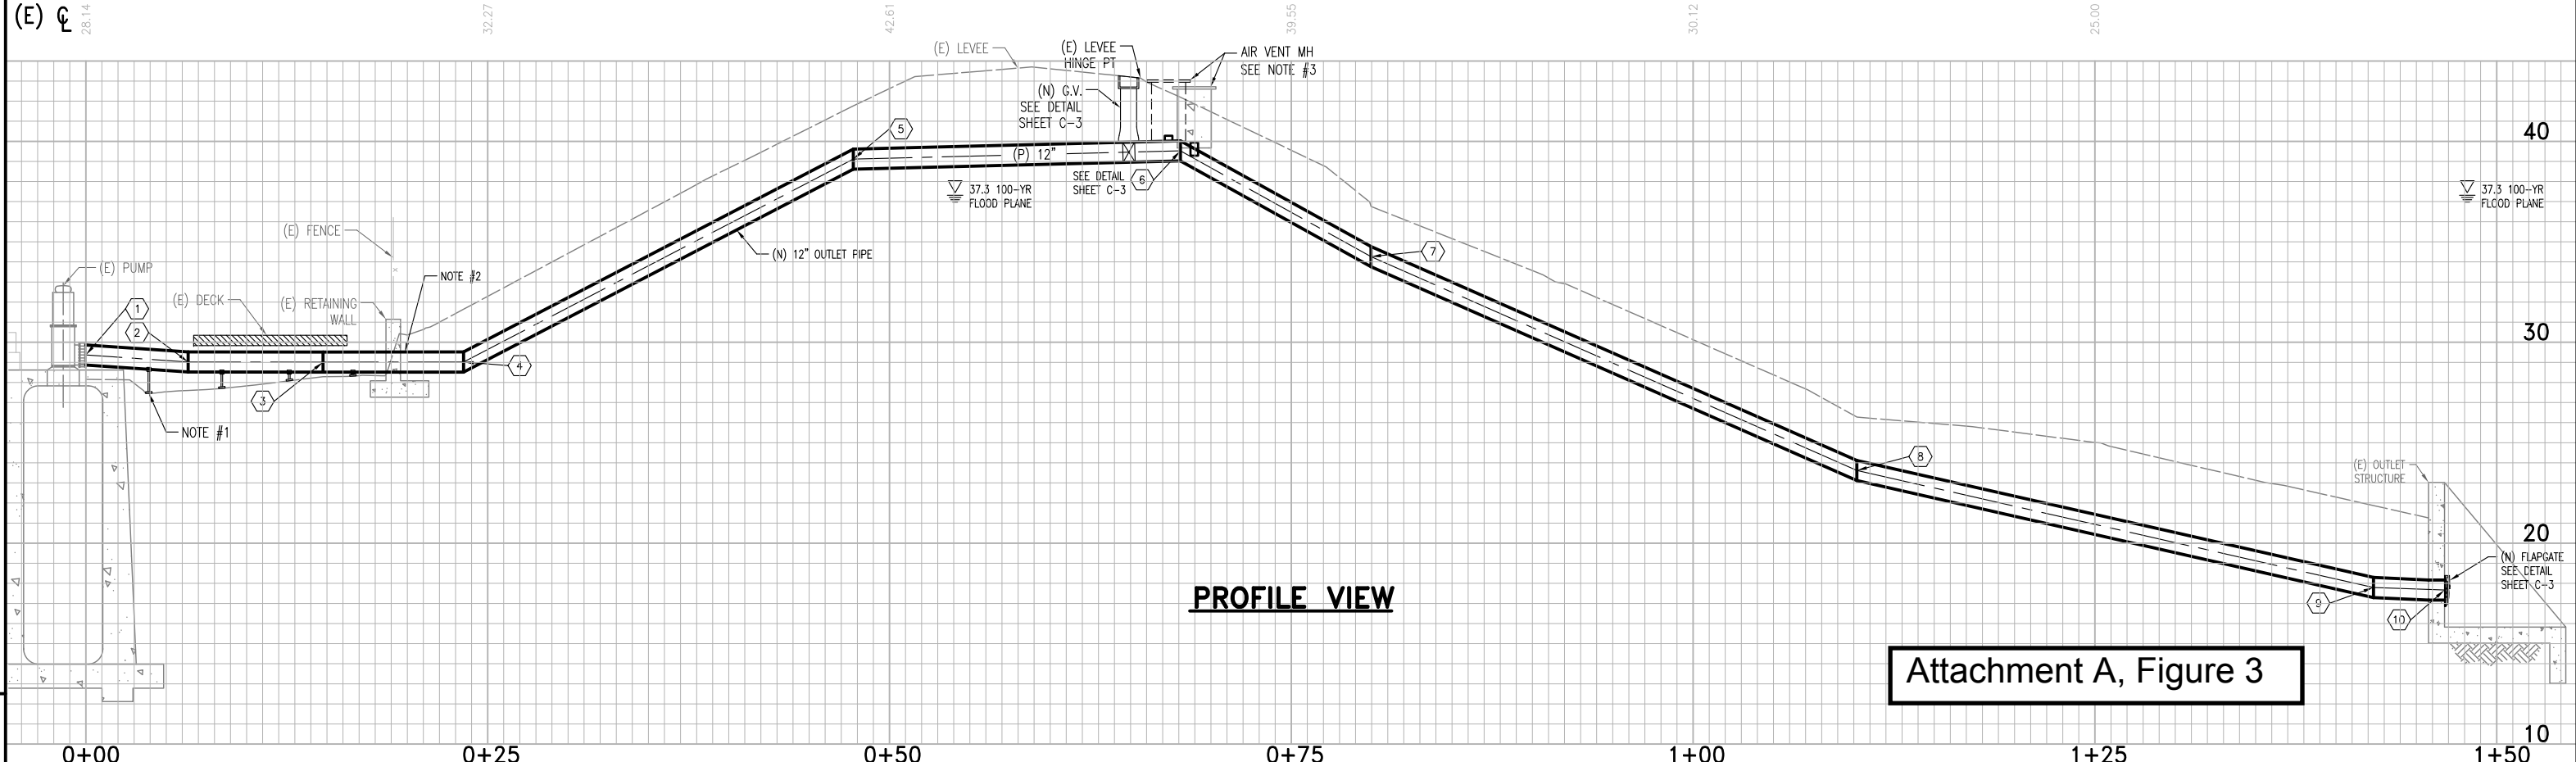 (E) ℄
28.14
32.27
42.61
39.55
30.12
25.00
(E) LEVEE
(E) LEVEE
HINGE PT
AIR VENT MH
SEE NOTE #3
(N) G.V.
SEE DETAIL
SHEET C-3
5
(P) 12"
SEE DETAIL
SHEET C-3
6
37.3 100-YR
FLOOD PLANE
40
37.3 100-YR
FLOOD PLANE
(E) FENCE
(N) 12" OUTLET PIPE
7
(E) PUMP
NOTE #2
1
(E) DECK
(E) RETAINING
WALL
2
30
4
3
NOTE #1
8
(E) OUTLET
STRUCTURE
20
(N) FLAPGATE
SEE DETAIL
SHEET C-3
PROFILE VIEW
9
10
Attachment A, Figure 3
10
0+00
0+25
0+50
0+75
1+00
1+25
1+50